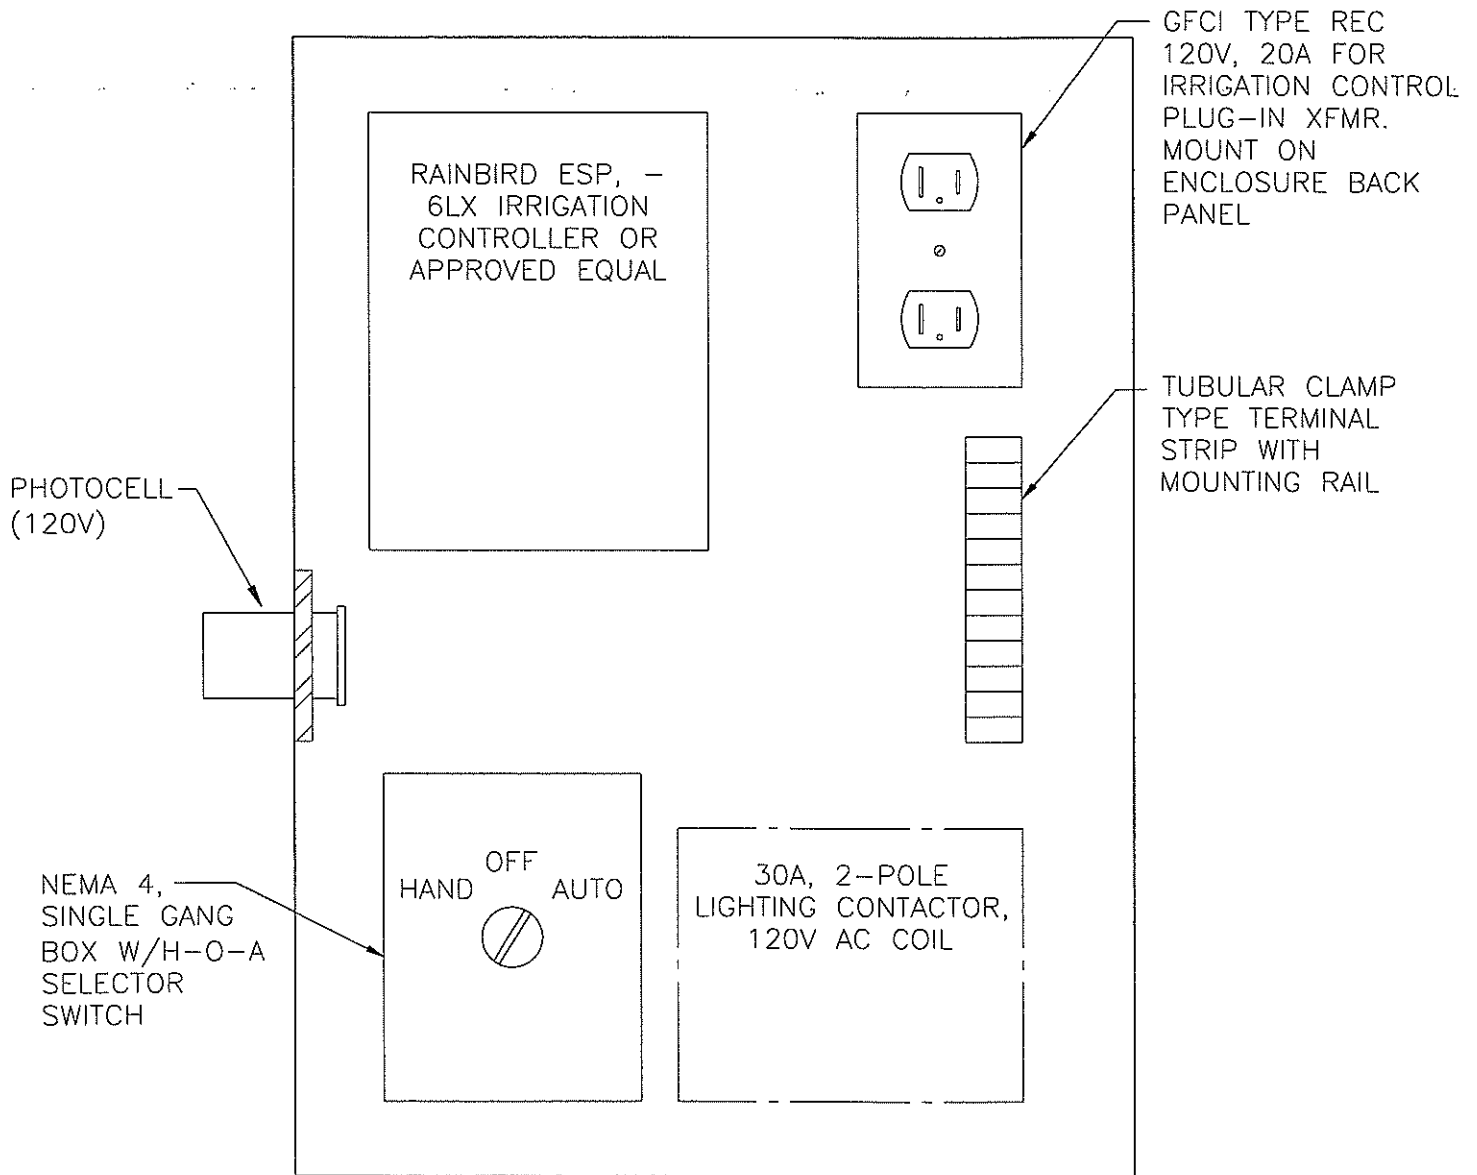 GFCI TYPE REC
120V, 20A FOR
IRRIGATION CONTROL
PLUG-IN XFMR.
MOUNT ON
ENCLOSURE BACK
PANEL
RAINBIRD ESP, -
6LX IRRIGATION
CONTROLLER OR
APPROVED EQUAL
TUBULAR CLAMP
TYPE TERMINAL
STRIP WITH
MOUNTING RAIL
PHOTOCELL
(120V)
NEMA 4,
SINGLE GANG
BOX W/H-O-A
SELECTOR
SWITCH
OFF
HAND AUTO
30A, 2-POLE
LIGHTING CONTACTOR,
120V AC COIL